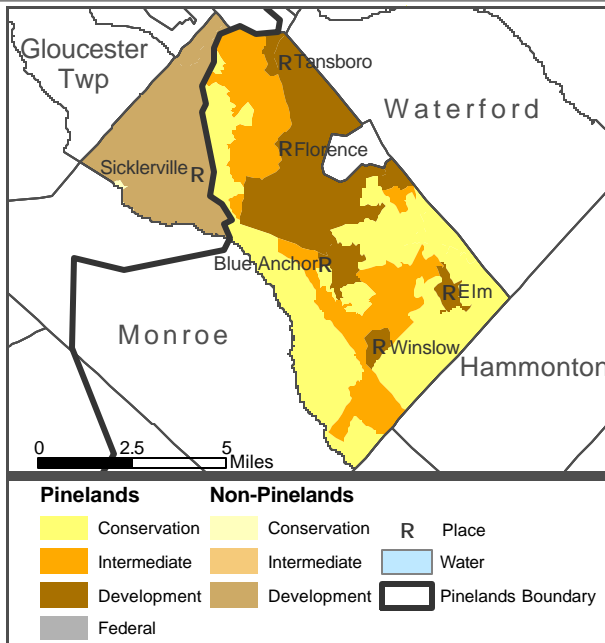 Gloucester
Twp
R Tansboro
Waterford
R Florence
Sicklerville R
Blue Anchor R
R Elm
Monroe
R Winslow
Hammonton
0 2.5 5
Miles
Pinelands Non-Pinelands
Conservation Conservation R Place
Intermediate Intermediate Water
Development Development Pinelands Boundary
Federal